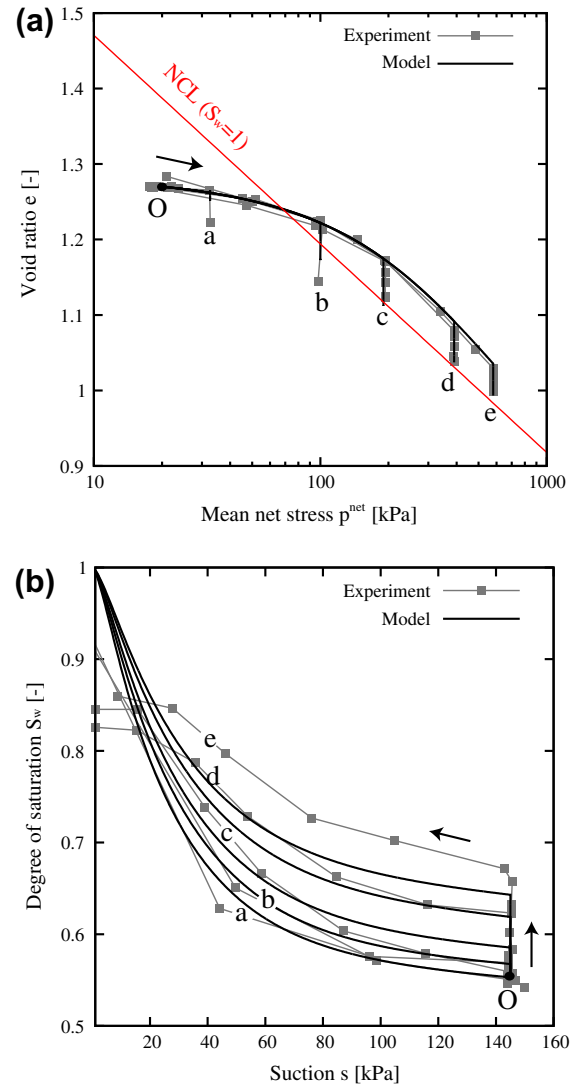 (a)
Experiment
Model
NCL (Sw=1)
O
a
b
c
d
e
1.5
1.4
1.3
1.2
1.1
1
0.9
Void ratio e [-]
10 100 1000
Mean net stress p^net [kPa]
(b)
Experiment
Model
e
d
c
b
a
O
1
0.9
0.8
0.7
0.6
0.5
Degree of saturation Sw [-]
20 40 60 80 100 120 140 160
Suction s [kPa]